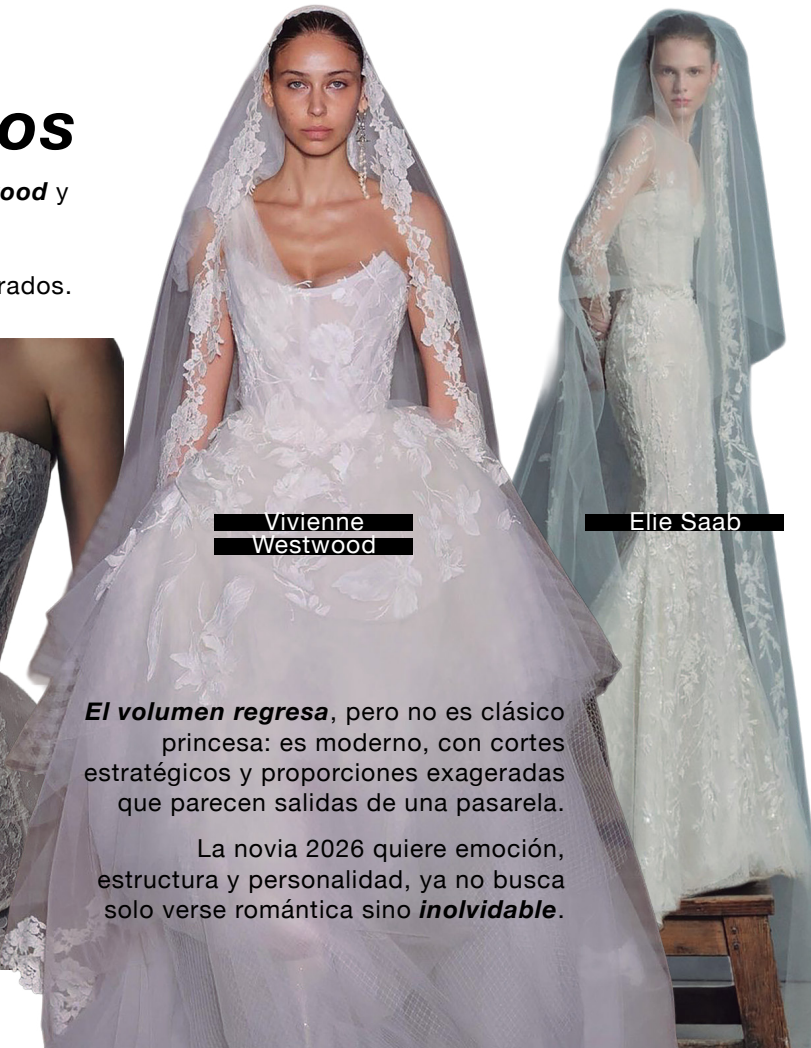 os
ood y
rados.
Vivienne
Westwood
Elie Saab
El volumen regresa, pero no es clásico
princesa: es moderno, con cortes
estratégicos y proporciones exageradas
que parecen salidas de una pasarela.
La novia 2026 quiere emoción,
estructura y personalidad, ya no busca
solo verse romántica sino inolvidable.